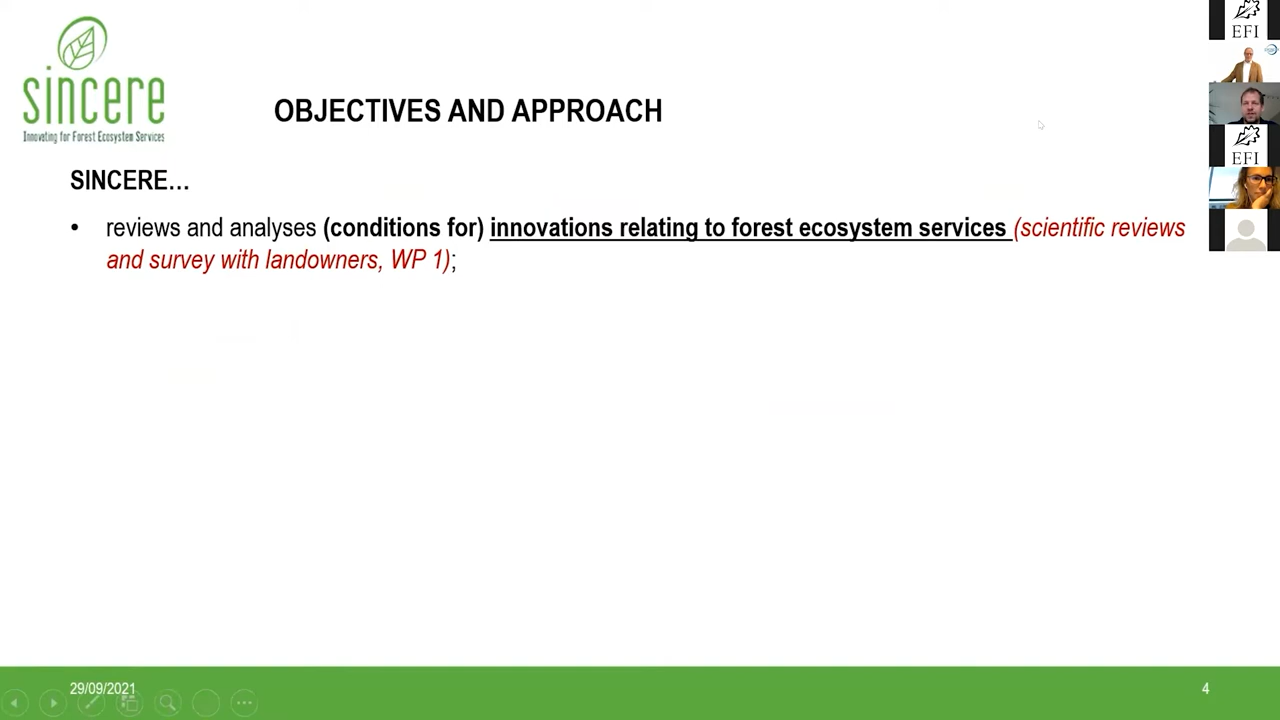 sincere
Innovating for Forest Ecosystem Services
OBJECTIVES AND APPROACH
SINCERE…
• reviews and analyses (conditions for) innovations relating to forest ecosystem services (scientific reviews
and survey with landowners, WP 1);
29/09/2021
4
EFI
EFI